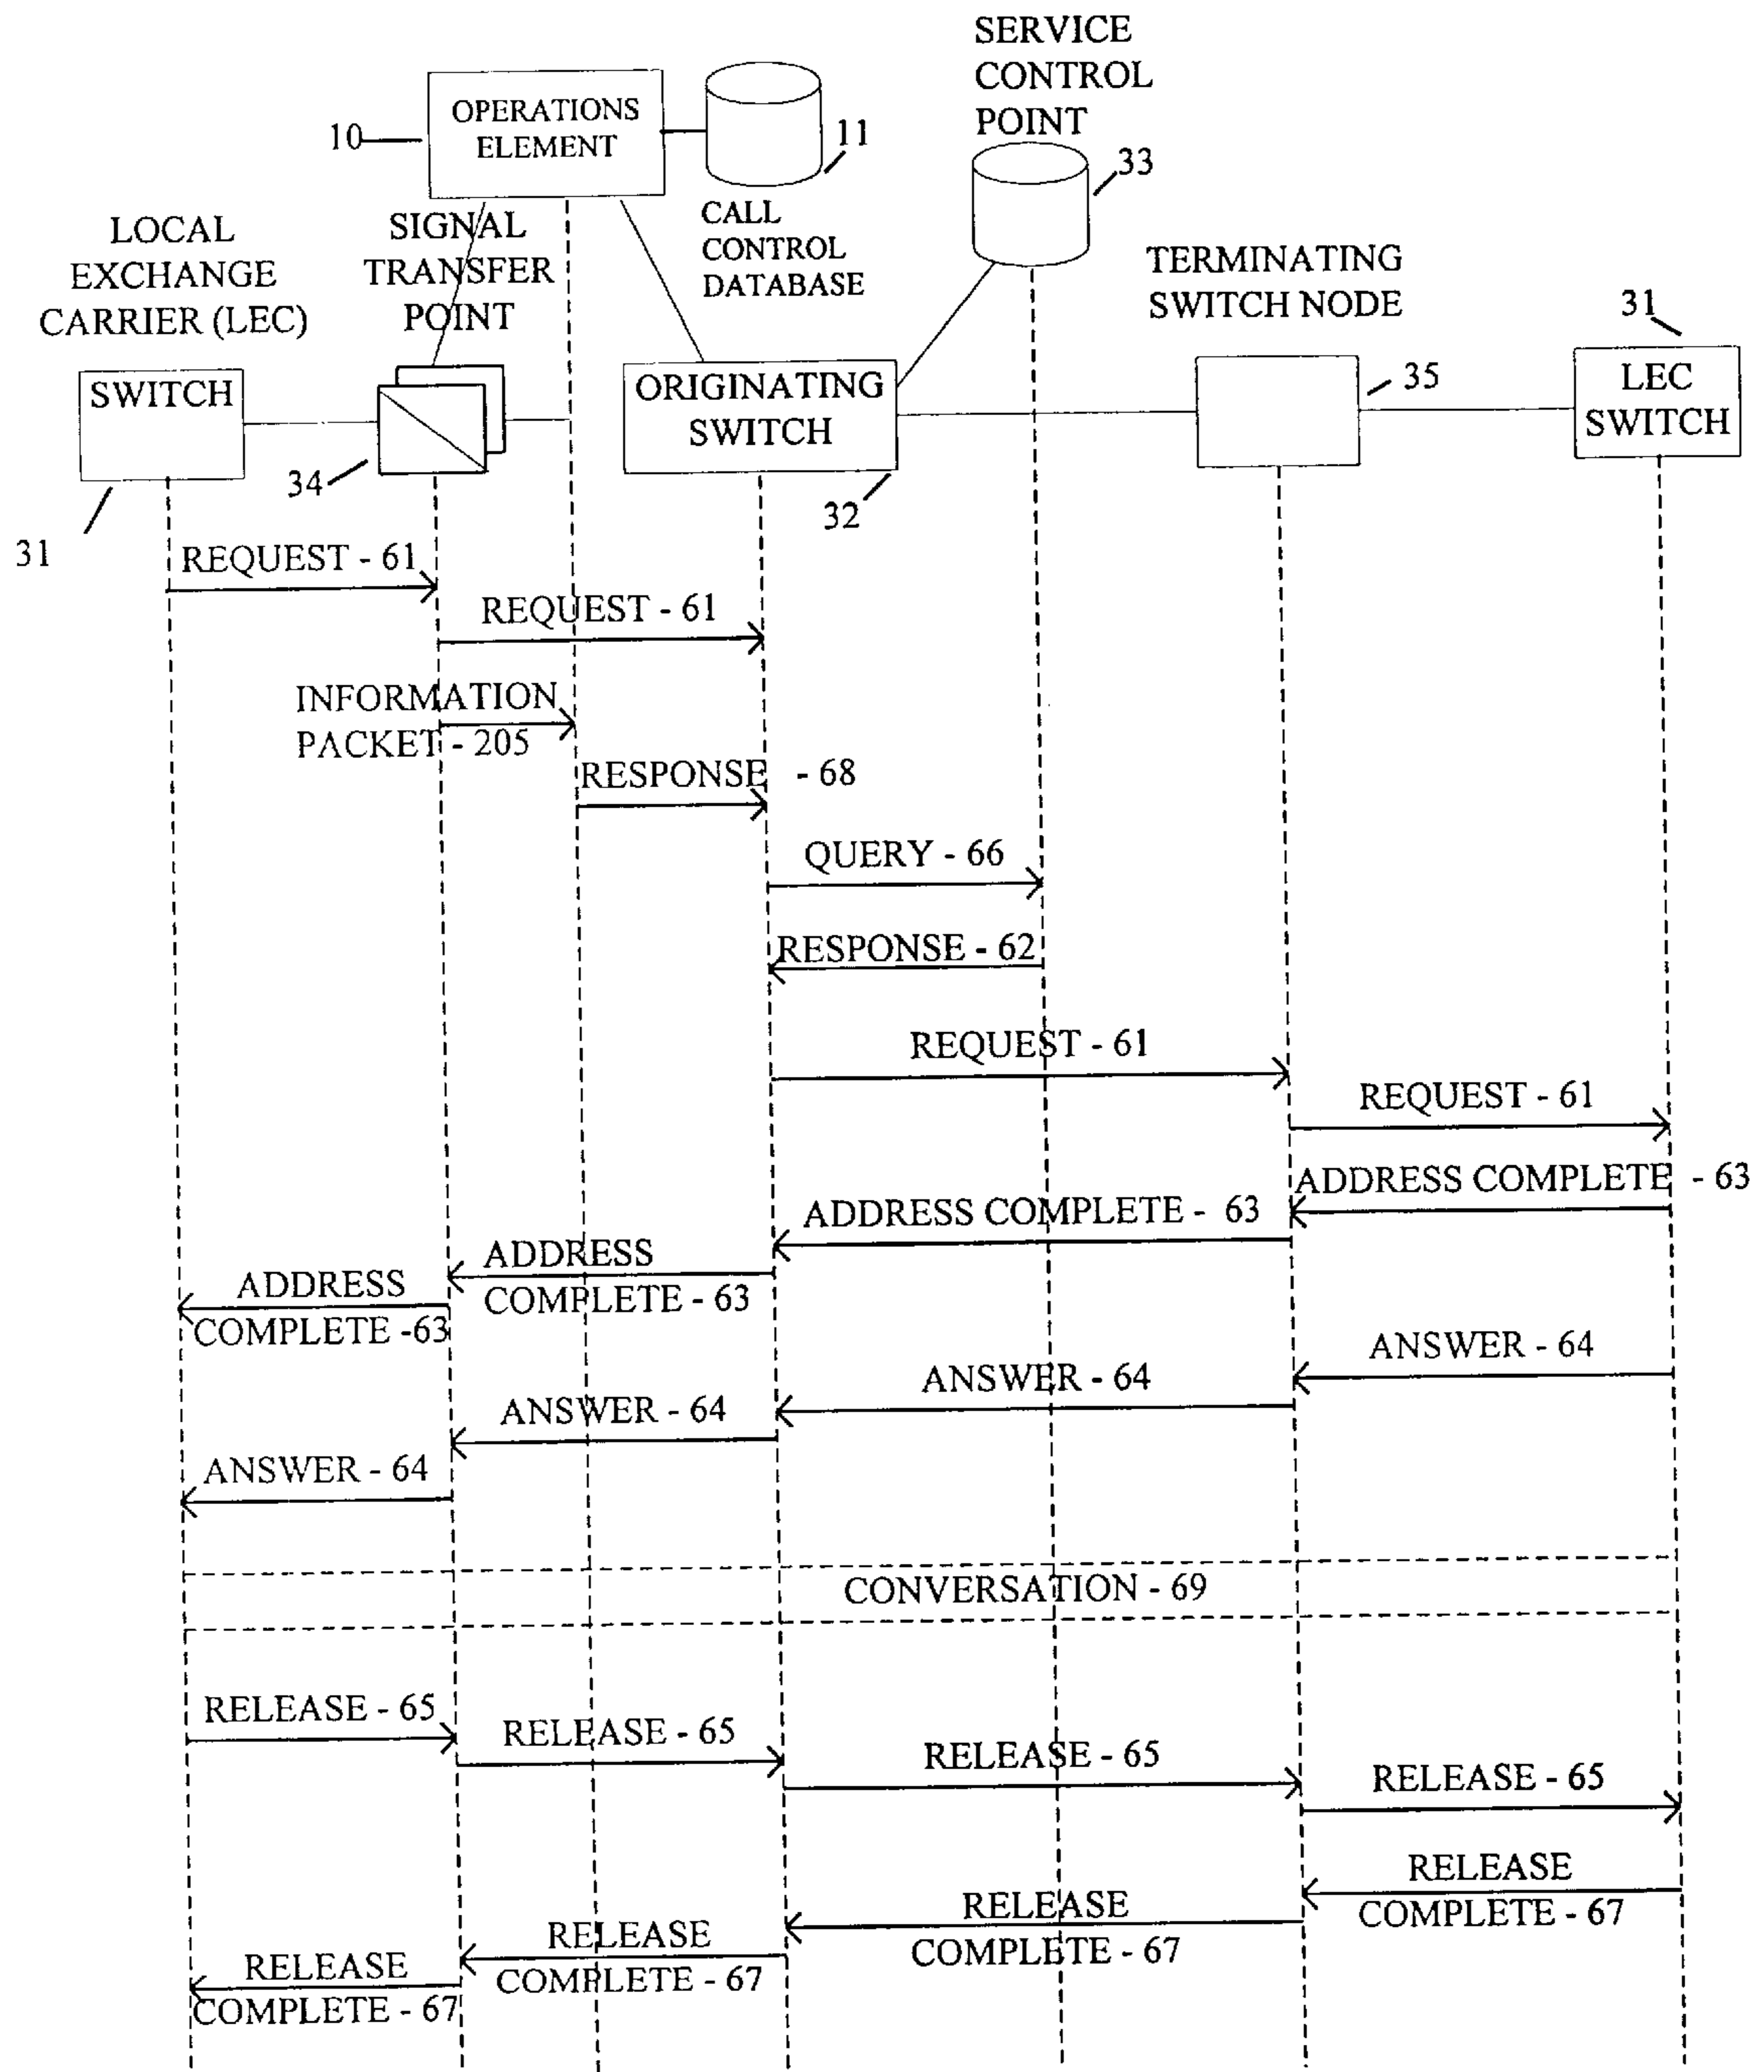 SERVICE
CONTROL
POINT
OPERATIONS
ELEMENT
10
11
33
CALL
CONTROL
DATABASE
LOCAL
EXCHANGE
CARRIER (LEC)
SIGNAL
TRANSFER
POINT
TERMINATING
SWITCH NODE
31
SWITCH
ORIGINATING
SWITCH
35
LEC
SWITCH
34
32
31
REQUEST - 61
REQUEST - 61
INFORMATION
PACKET - 205
RESPONSE - 68
QUERY - 66
RESPONSE - 62
REQUEST - 61
REQUEST - 61
ADDRESS COMPLETE - 63
ADDRESS COMPLETE - 63
ADDRESS
COMPLETE - 63
ADDRESS
COMPLETE -63
ANSWER - 64
ANSWER - 64
ANSWER - 64
ANSWER - 64
CONVERSATION - 69
RELEASE - 65
RELEASE - 65
RELEASE - 65
RELEASE - 65
RELEASE
COMPLETE - 67
RELEASE
COMPLETE - 67
RELEASE
COMPLETE - 67
RELEASE
COMPLETE - 67